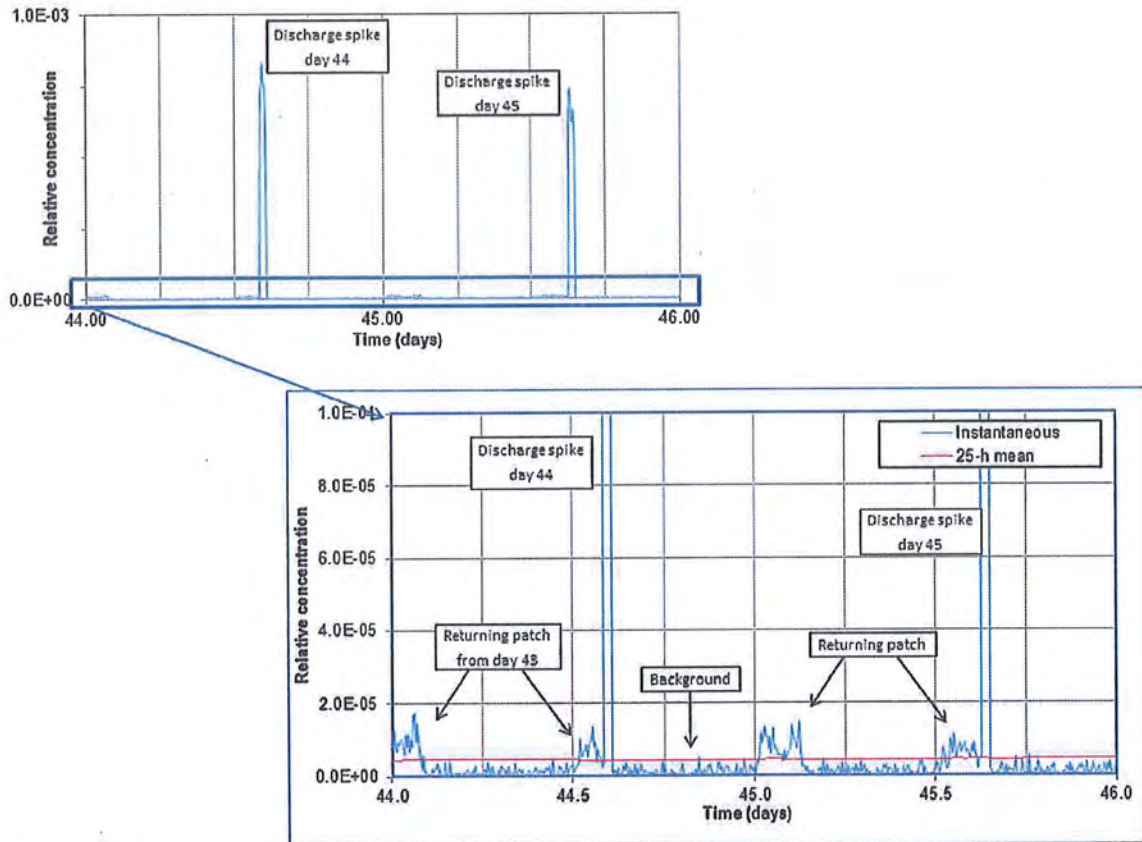 1.0E-03
Discharge spike
day 44
Discharge spike
day 45
Relative concentration
0.0E+00
44.00
45.00
46.00
Time (days)
1.0E-04
Instantaneous
25-h mean
Discharge spike
day 44
8.0E-05
Discharge spike
day 45
6.0E-05
Relative concentration
4.0E-05
Returning patch
from day 43
Returning patch
Background
2.0E-05
0.0E+00
44.0
44.5
45.0
45.5
46.0
Time (days)